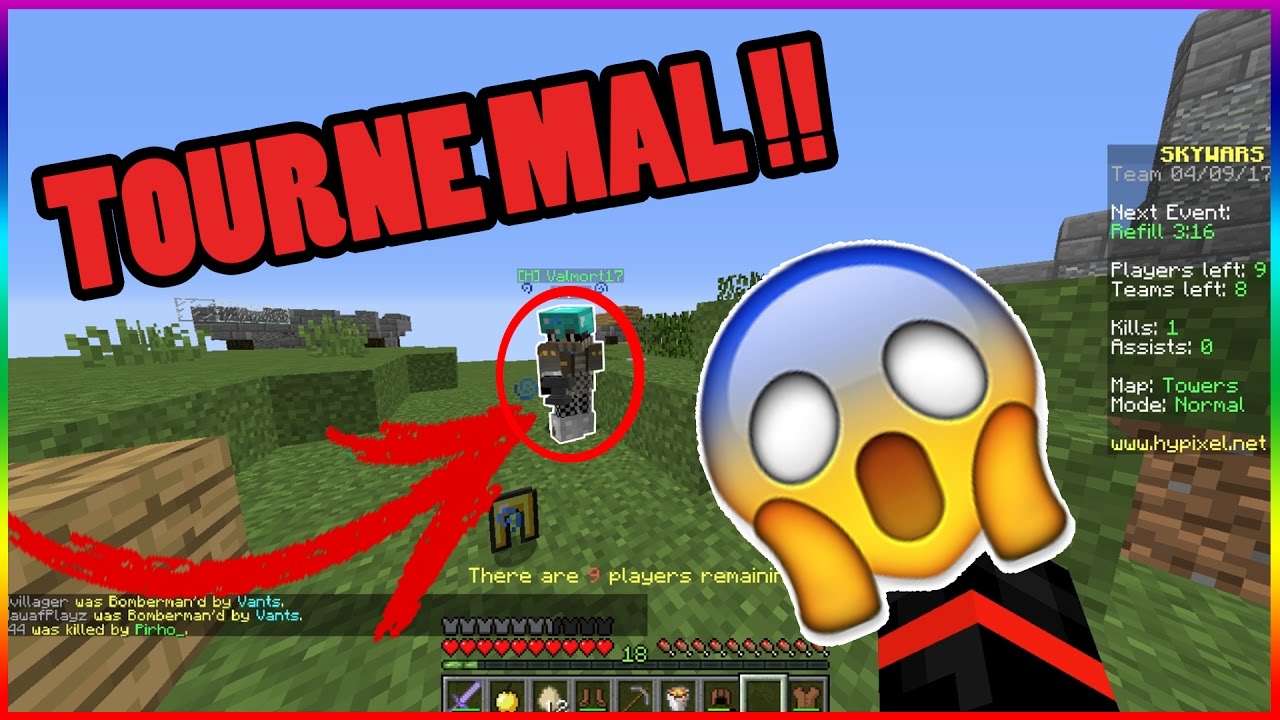 TOURNE MAL !!
SKYWARS
Team 04/09/17
Next Event:
Refill 3:16
Players left: 9
Teams left: 8
Kills: 1
Assists: 0
Map: Towers
Mode: Normal
www.hypixel.net
[H] Valmort17
There are 9 players remainin
villager was Bomberman'd by Vants.
awafPlayz was Bomberman'd by Vants.
44 was killed by Pirho_.
18
12